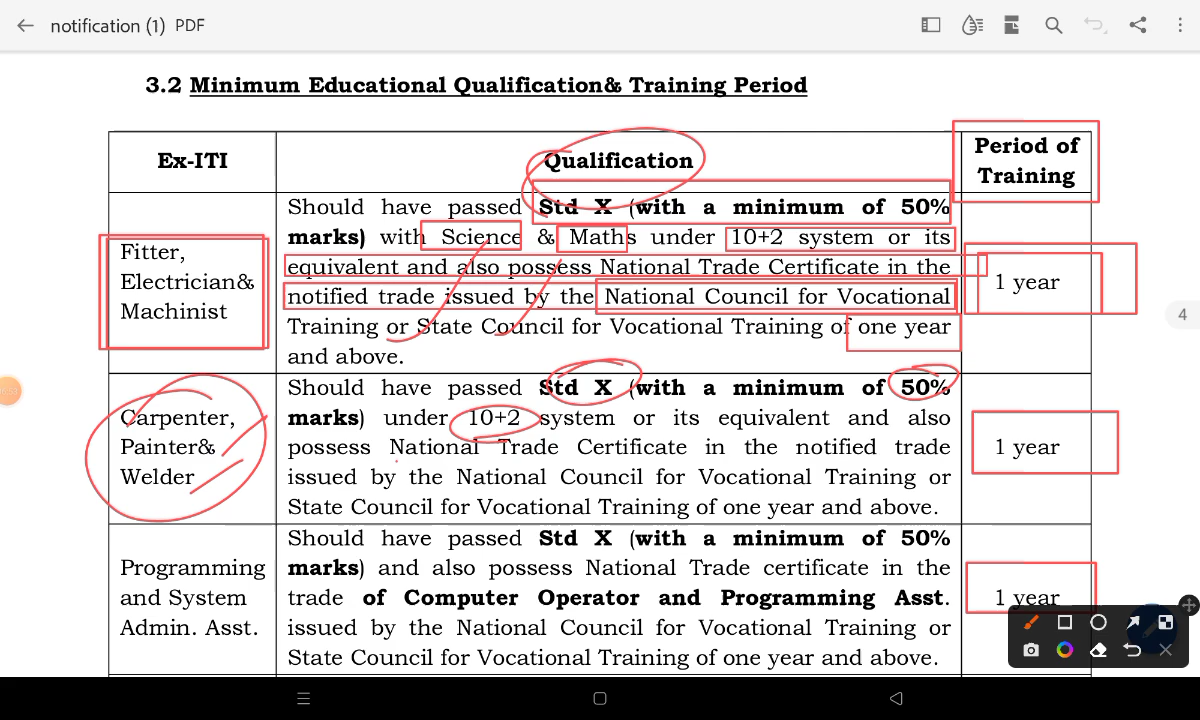 notification (1) PDF
3.2 Minimum Educational Qualification& Training Period
Ex-ITI
Qualification
Period of
Training
Fitter,
Electrician&
Machinist
Should have passed Std X (with a minimum of 50%
marks) with Science & Maths under 10+2 system or its
equivalent and also possess National Trade Certificate in the
notified trade issued by the National Council for Vocational
Training or State Council for Vocational Training of one year
and above.
1 year
Carpenter,
Painter&
Welder
Should have passed Std X (with a minimum of 50%
marks) under 10+2 system or its equivalent and also
possess National Trade Certificate in the notified trade
issued by the National Council for Vocational Training or
State Council for Vocational Training of one year and above.
1 year
Programming
and System
Admin. Asst.
Should have passed Std X (with a minimum of 50%
marks) and also possess National Trade certificate in the
trade of Computer Operator and Programming Asst.
issued by the National Council for Vocational Training or
State Council for Vocational Training of one year and above.
1 year
4